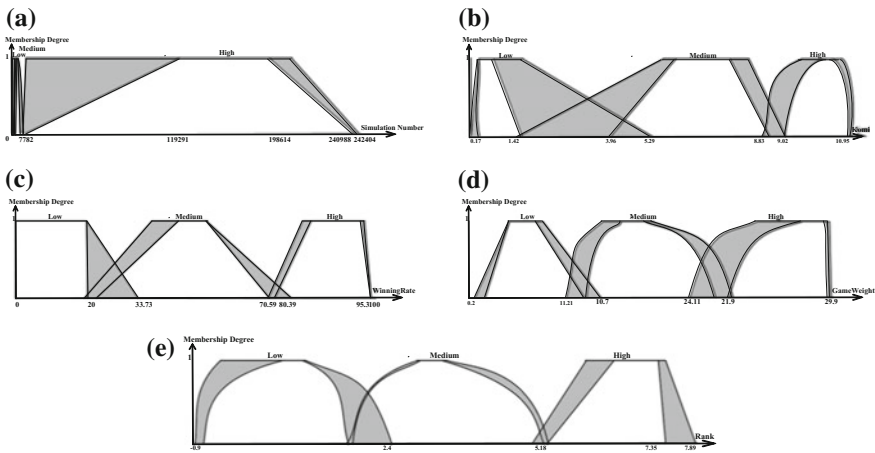 (a)
Membership Degree
Medium
Low
High
1
Simulation Number
0
7782
119291
198614
240988
242404
(b)
Membership Degree
Low
Medium
High
1
Komi
0.17
1.42
3.96
5.29
8.83
9.02
10.95
(c)
Membership Degree
Low
Medium
High
1
WinningRate
0
20
33.73
70.59
80.39
95.3100
(d)
Membership Degree
Low
Medium
High
1
GameWeight
0.2
11.21
10.7
24.11
21.9
29.9
(e)
Membership Degree
Low
Medium
High
1
Rank
-0.9
2.4
5.18
7.35
7.89